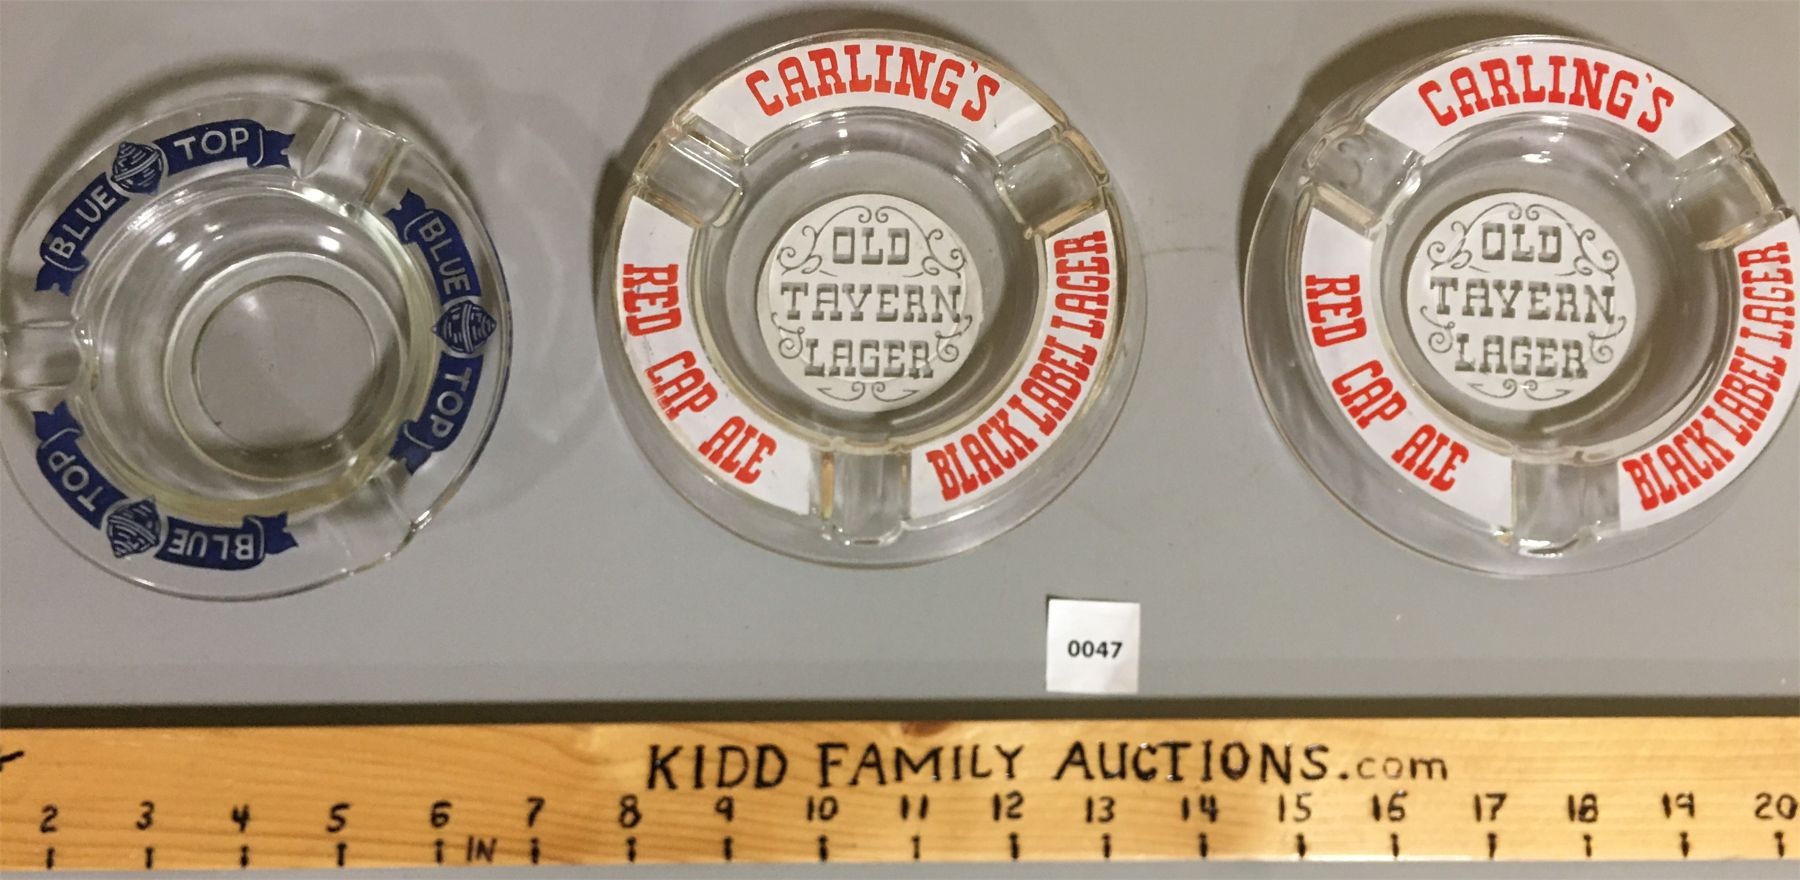 BLUE TOP
BLUE TOP
BLUE TOP
CARLING'S
OLD
TAVERN
LAGER
RED CAP ALE
BLACK LABEL LAGER
CARLING'S
OLD
TAVERN
LAGER
RED CAP ALE
BLACK LABEL LAGER
0047
KIDD FAMILY AUCTIONS.com
2 3 4 5 6 IN 7 8 9 10 11 12 13 14 15 16 17 18 19 20